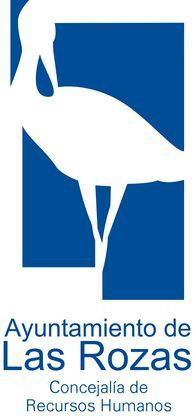 Ayuntamiento de
Las Rozas
Concejalía de
Recursos Humanos